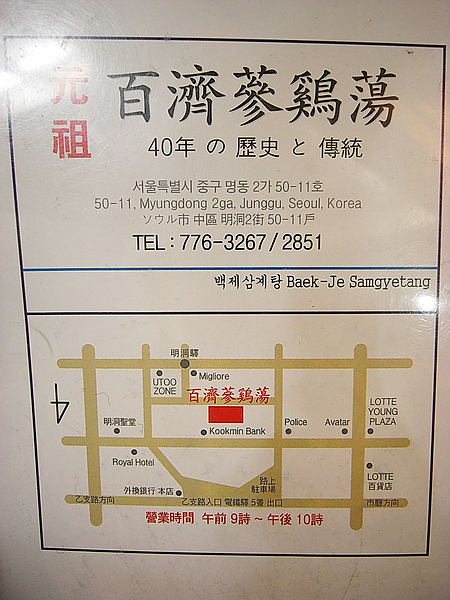 元祖 百濟蔘鷄蕩
40年 の 歷史 と 傳統
서울특별시 중구 명동 2가 50-11호
50-11, Myungdong 2ga, Junggu, Seoul, Korea
ソウル市 中區 明洞2街 50-11戶
TEL : 776-3267 / 2851
백제삼계탕 Baek-Je Samgyetang
明洞驛
UTOO ZONE
Migliore
百濟蔘鷄蕩
LOTTE YOUNG PLAZA
明洞聖堂
Kookmin Bank
Police
Avatar
Royal Hotel
外換銀行 本店
路上 駐車場
LOTTE 百貨店
乙支路方向
乙支路入口 電鐵驛 5番 出口
市廳方向
營業時間 午前 9詩 ~ 午後 10詩